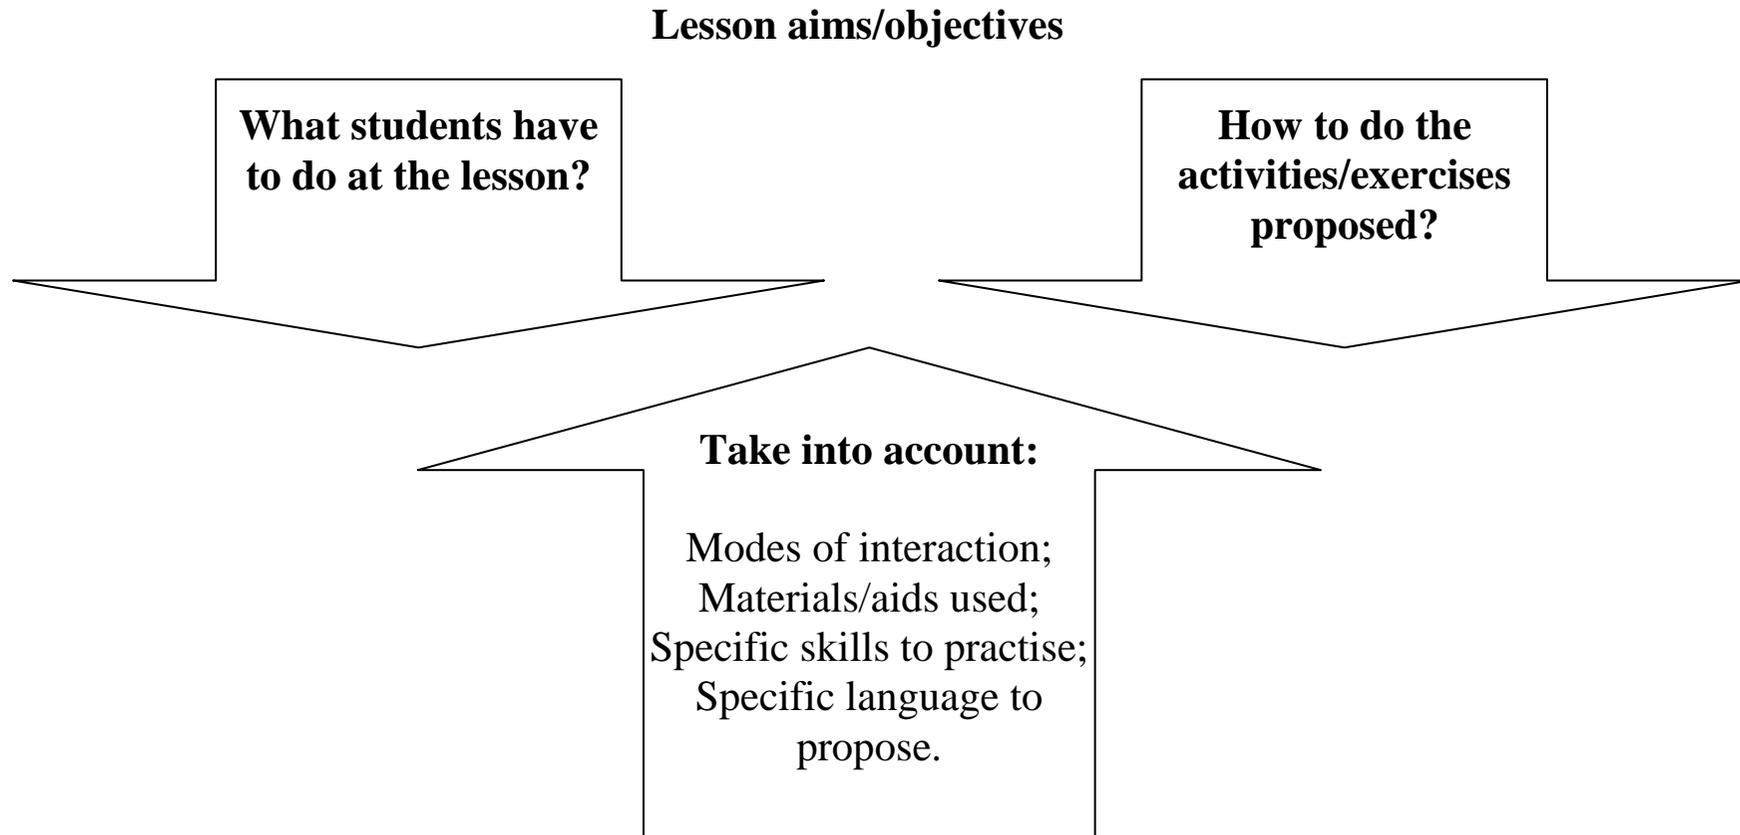 Lesson aims/objectives
What students have
to do at the lesson?
How to do the
activities/exercises
proposed?
Take into account:
Modes of interaction;
Materials/aids used;
Specific skills to practise;
Specific language to
propose.